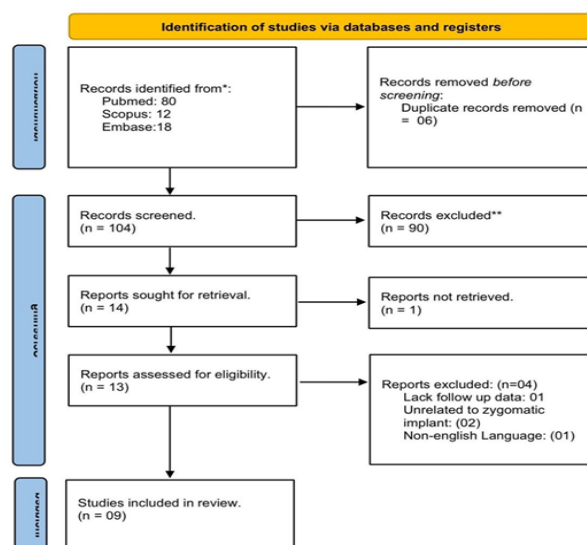 Identification of studies via databases and registers
Records identified from*:
Pubmed: 80
Scopus: 12
Embase:18
Records removed before
screening:
Duplicate records removed (n
= 06)
Records screened.
(n = 104)
Records excluded**
(n = 90)
Reports sought for retrieval.
(n = 14)
Reports not retrieved.
(n = 1)
Reports assessed for eligibility.
(n = 13)
Reports excluded: (n=04)
Lack follow up data: 01
Unrelated to zygomatic
implant: (02)
Non-english Language: (01)
Studies included in review.
(n = 09)